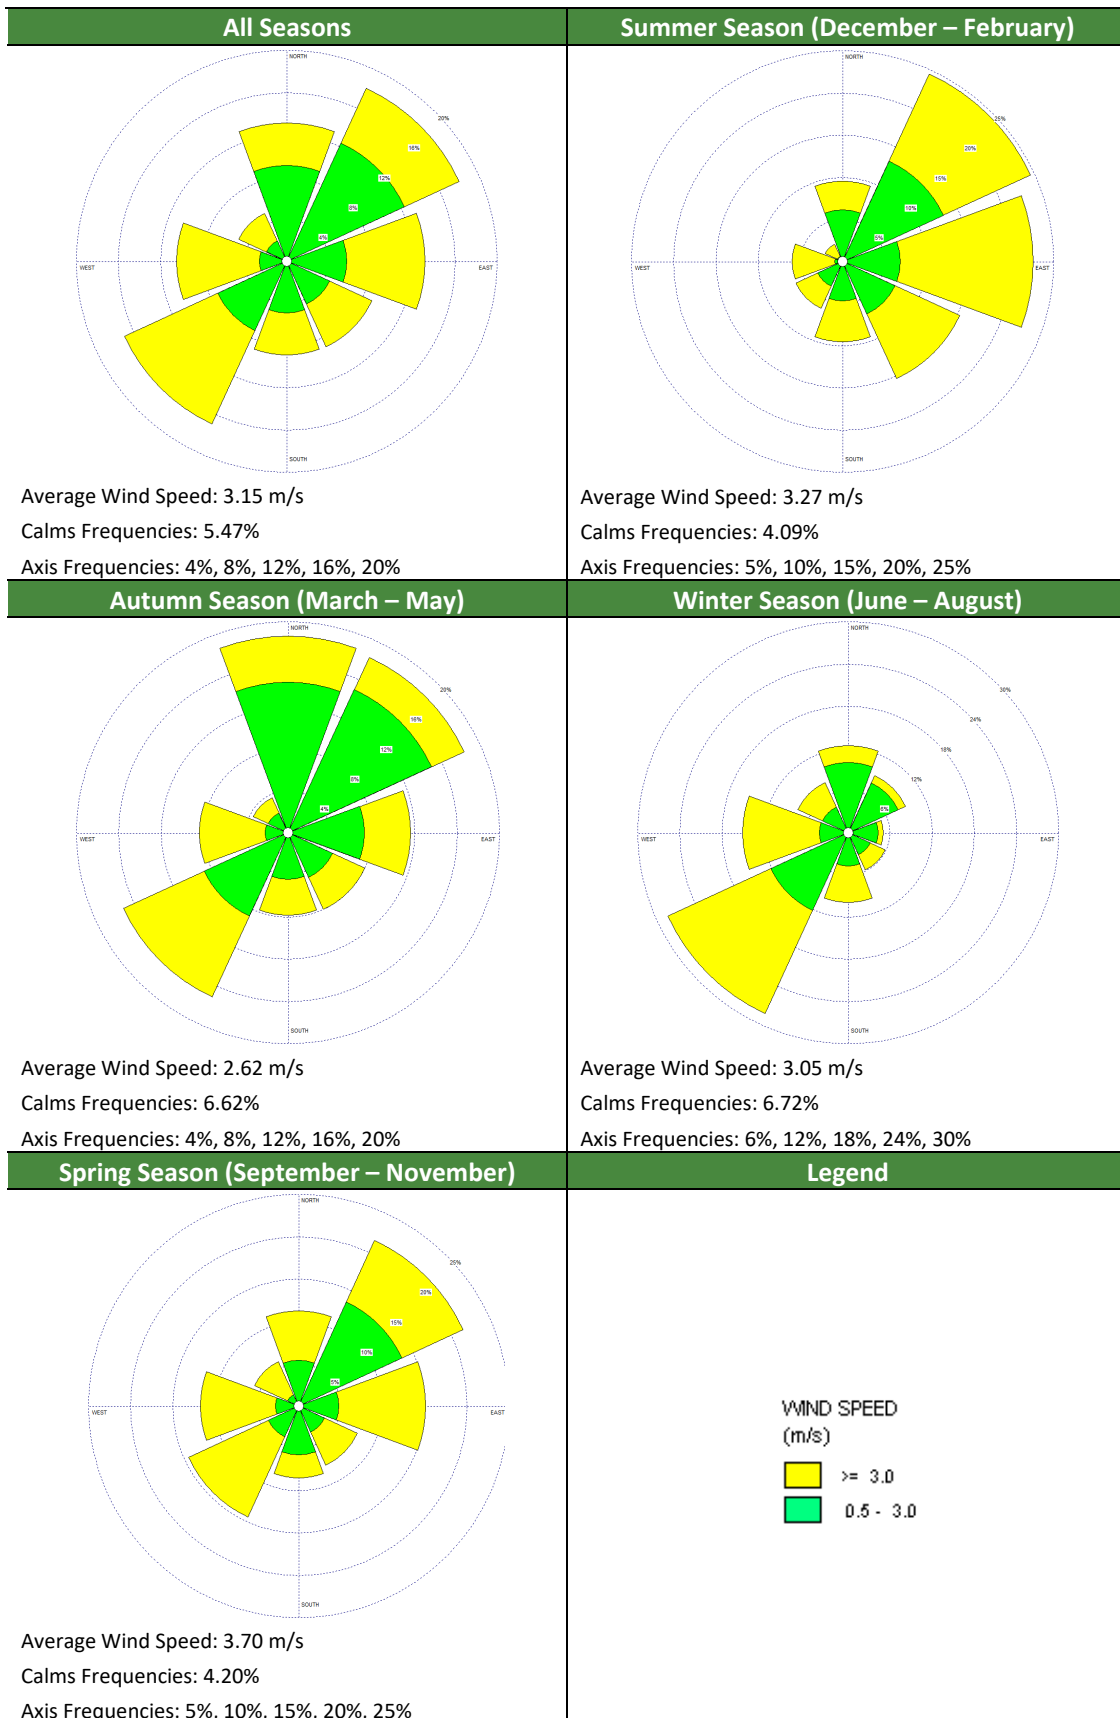 All Seasons
NORTH
20%
16%
12%
8%
4%
WEST
EAST
SOUTH
Average Wind Speed: 3.15 m/s
Calms Frequencies: 5.47%
Axis Frequencies: 4%, 8%, 12%, 16%, 20%
Summer Season (December – February)
NORTH
25%
20%
15%
10%
5%
WEST
EAST
SOUTH
Average Wind Speed: 3.27 m/s
Calms Frequencies: 4.09%
Axis Frequencies: 5%, 10%, 15%, 20%, 25%
Autumn Season (March – May)
NORTH
20%
16%
12%
8%
4%
WEST
EAST
SOUTH
Average Wind Speed: 2.62 m/s
Calms Frequencies: 6.62%
Axis Frequencies: 4%, 8%, 12%, 16%, 20%
Winter Season (June – August)
NORTH
30%
24%
18%
12%
6%
WEST
EAST
SOUTH
Average Wind Speed: 3.05 m/s
Calms Frequencies: 6.72%
Axis Frequencies: 6%, 12%, 18%, 24%, 30%
Spring Season (September – November)
NORTH
25%
20%
15%
10%
5%
WEST
EAST
SOUTH
Average Wind Speed: 3.70 m/s
Calms Frequencies: 4.20%
Axis Frequencies: 5%, 10%, 15%, 20%, 25%
Legend
WIND SPEED
(m/s)
>= 3.0
0.5 - 3.0